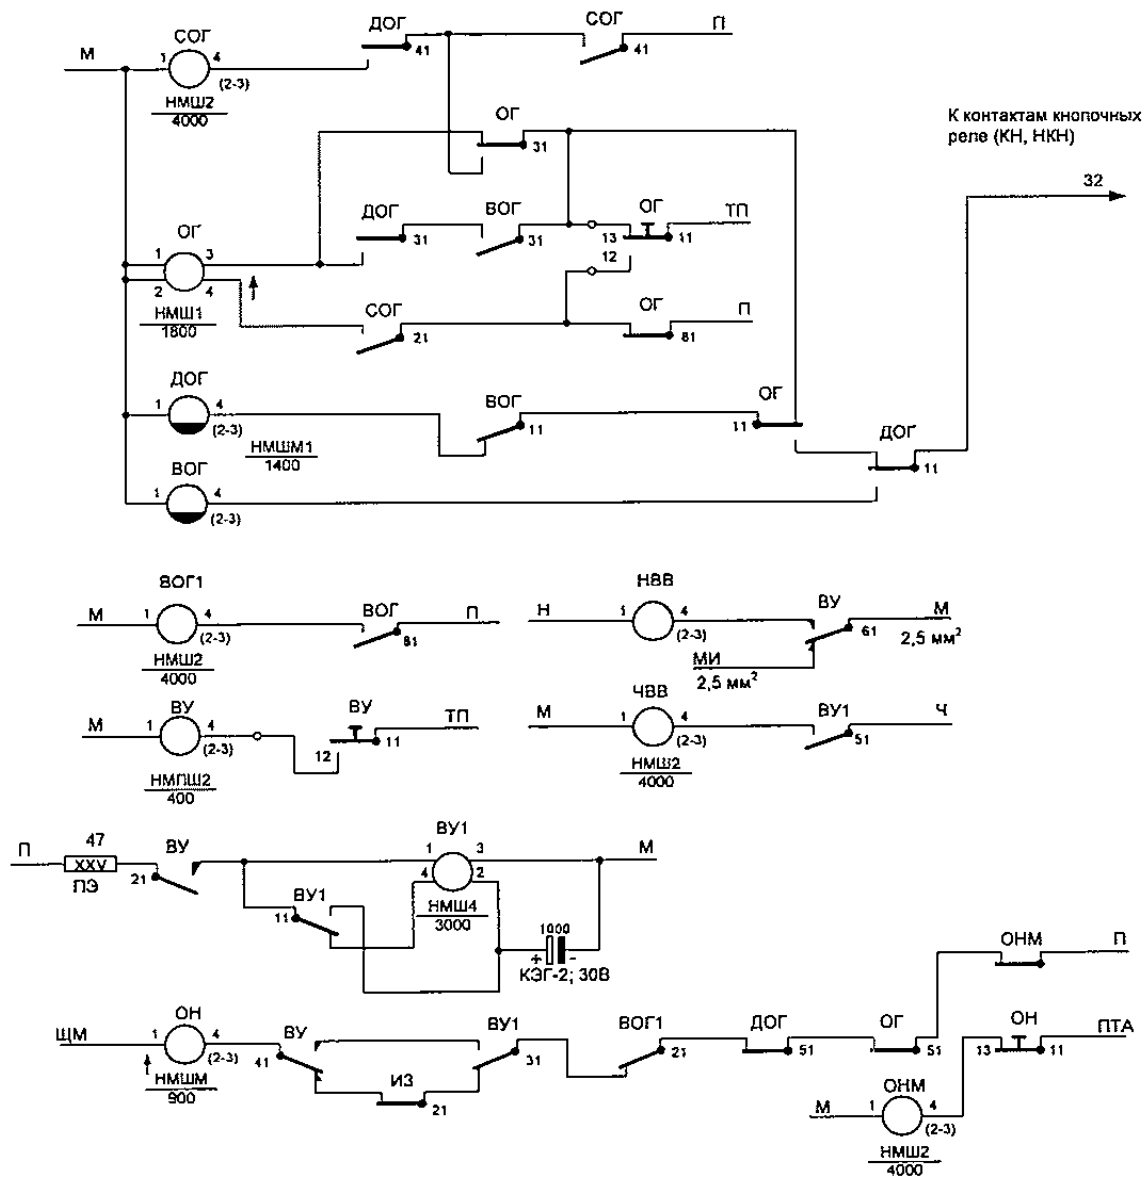 М
СОГ
1
4
(2-3)
НМШ2
4000
ДОГ
41
СОГ
41
П
ОГ
31
К контактам кнопочных
реле (КН, НКН)
32
ДОГ
31
ВОГ
31
ОГ
13
11
12
ТП
ОГ
1
3
2
4
НМШ1
1800
СОГ
21
ОГ
81
П
ДОГ
1
4
(2-3)
НМШМ1
1400
ВОГ
11
ОГ
11
ДОГ
11
ВОГ
1
4
(2-3)
ВОГ1
М
1
4
(2-3)
НМШ2
4000
ВОГ
81
П
НВВ
Н
1
4
(2-3)
ВУ
61
М
2,5 мм²
МИ
2,5 мм²
ВУ
М
1
4
(2-3)
НМПШ2
400
ВУ
12
11
ТП
ЧВВ
М
1
4
(2-3)
НМШ2
4000
ВУ1
51
Ч
П
47
XXV
ПЭ
ВУ
21
ВУ1
1
3
4
2
НМШ4
3000
М
ВУ1
11
1000
+
-
КЭГ-2; 30В
ЩМ
ОН
1
4
(2-3)
НМШМ
900
ВУ
41
ИЗ
21
ВУ1
31
ВОГ1
21
ДОГ
51
ОГ
51
ОНМ
П
ОН
13
11
ПТА
ОНМ
М
1
4
(2-3)
НМШ2
4000